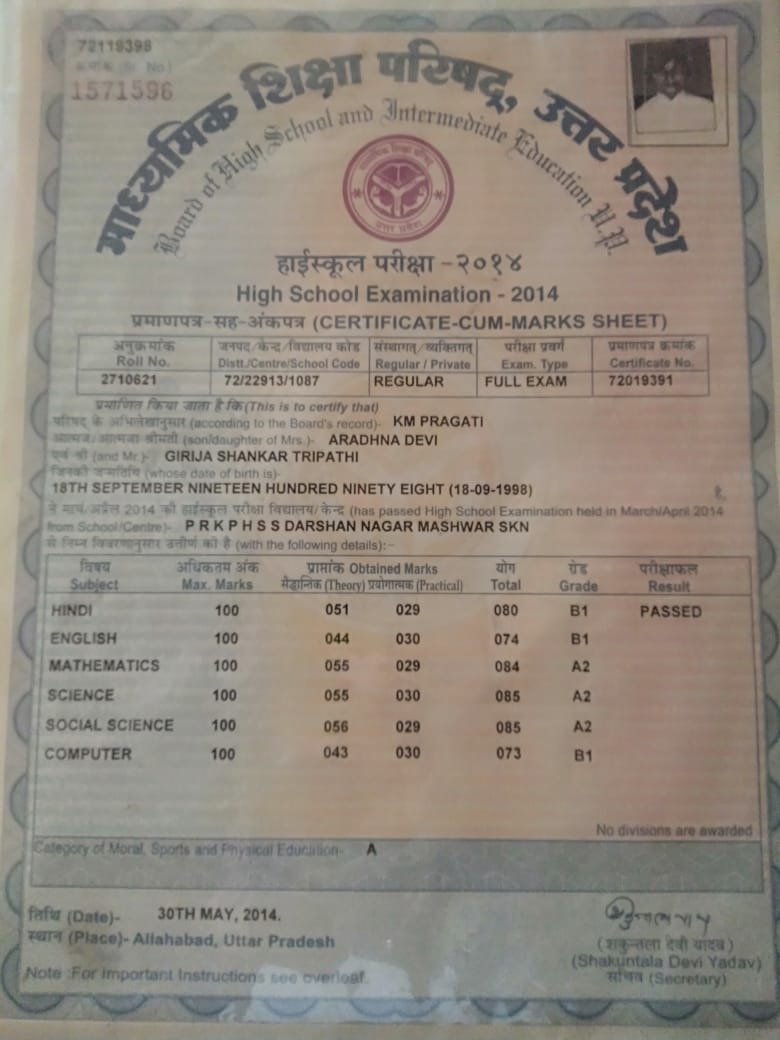 72119398
क्रमांक (Sr. No.)
1571596
माध्यमिक शिक्षा परिषद्, उत्तर प्रदेश
Board of High School and Intermediate Education U.P.
माध्यमिक शिक्षा परिषद्
उत्तर प्रदेश
हाईस्कूल परीक्षा - २०१४
High School Examination - 2014
प्रमाणपत्र-सह-अंकपत्र (CERTIFICATE-CUM-MARKS SHEET)
अनुक्रमांक जनपद/केन्द्र/विद्यालय कोड संस्थागत/व्यक्तिगत परीक्षा प्रवर्ग प्रमाणपत्र क्रमांक
Roll No. Distt./Centre/School Code Regular / Private Exam. Type Certificate No.
2710621 72/22913/1087 REGULAR FULL EXAM 72019391
प्रमाणित किया जाता है कि (This is to certify that)
परिषद के अभिलेखानुसार (according to the Board's record)- KM PRAGATI
आत्मज/आत्मजा श्रीमती (son/daughter of Mrs.)- ARADHNA DEVI
एवं श्री (and Mr.)- GIRIJA SHANKAR TRIPATHI
जिनकी जन्मतिथि (whose date of birth is)-
18TH SEPTEMBER NINETEEN HUNDRED NINETY EIGHT (18-09-1998) है,
ने मार्च/अप्रैल 2014 की हाईस्कूल परीक्षा विद्यालय/केन्द्र (has passed High School Examination held in March/April 2014
from School/Centre)- P R K P H S S DARSHAN NAGAR MASHWAR SKN
से निम्न विवरणानुसार उत्तीर्ण की है (with the following details):-
विषय अधिकतम अंक प्राप्तांक Obtained Marks योग ग्रेड परीक्षाफल
Subject Max. Marks सैद्धान्तिक (Theory) प्रयोगात्मक (Practical) Total Grade Result
HINDI 100 051 029 080 B1 PASSED
ENGLISH 100 044 030 074 B1
MATHEMATICS 100 055 029 084 A2
SCIENCE 100 055 030 085 A2
SOCIAL SCIENCE 100 056 029 085 A2
COMPUTER 100 043 030 073 B1
No divisions are awarded
Category of Moral, Sports and Physical Education- A
तिथि (Date)- 30TH MAY, 2014.
स्थान (Place)- Allahabad, Uttar Pradesh
(शकुन्तला देवी यादव)
(Shakuntala Devi Yadav)
सचिव (Secretary)
Note :For Important Instructions see overleaf.